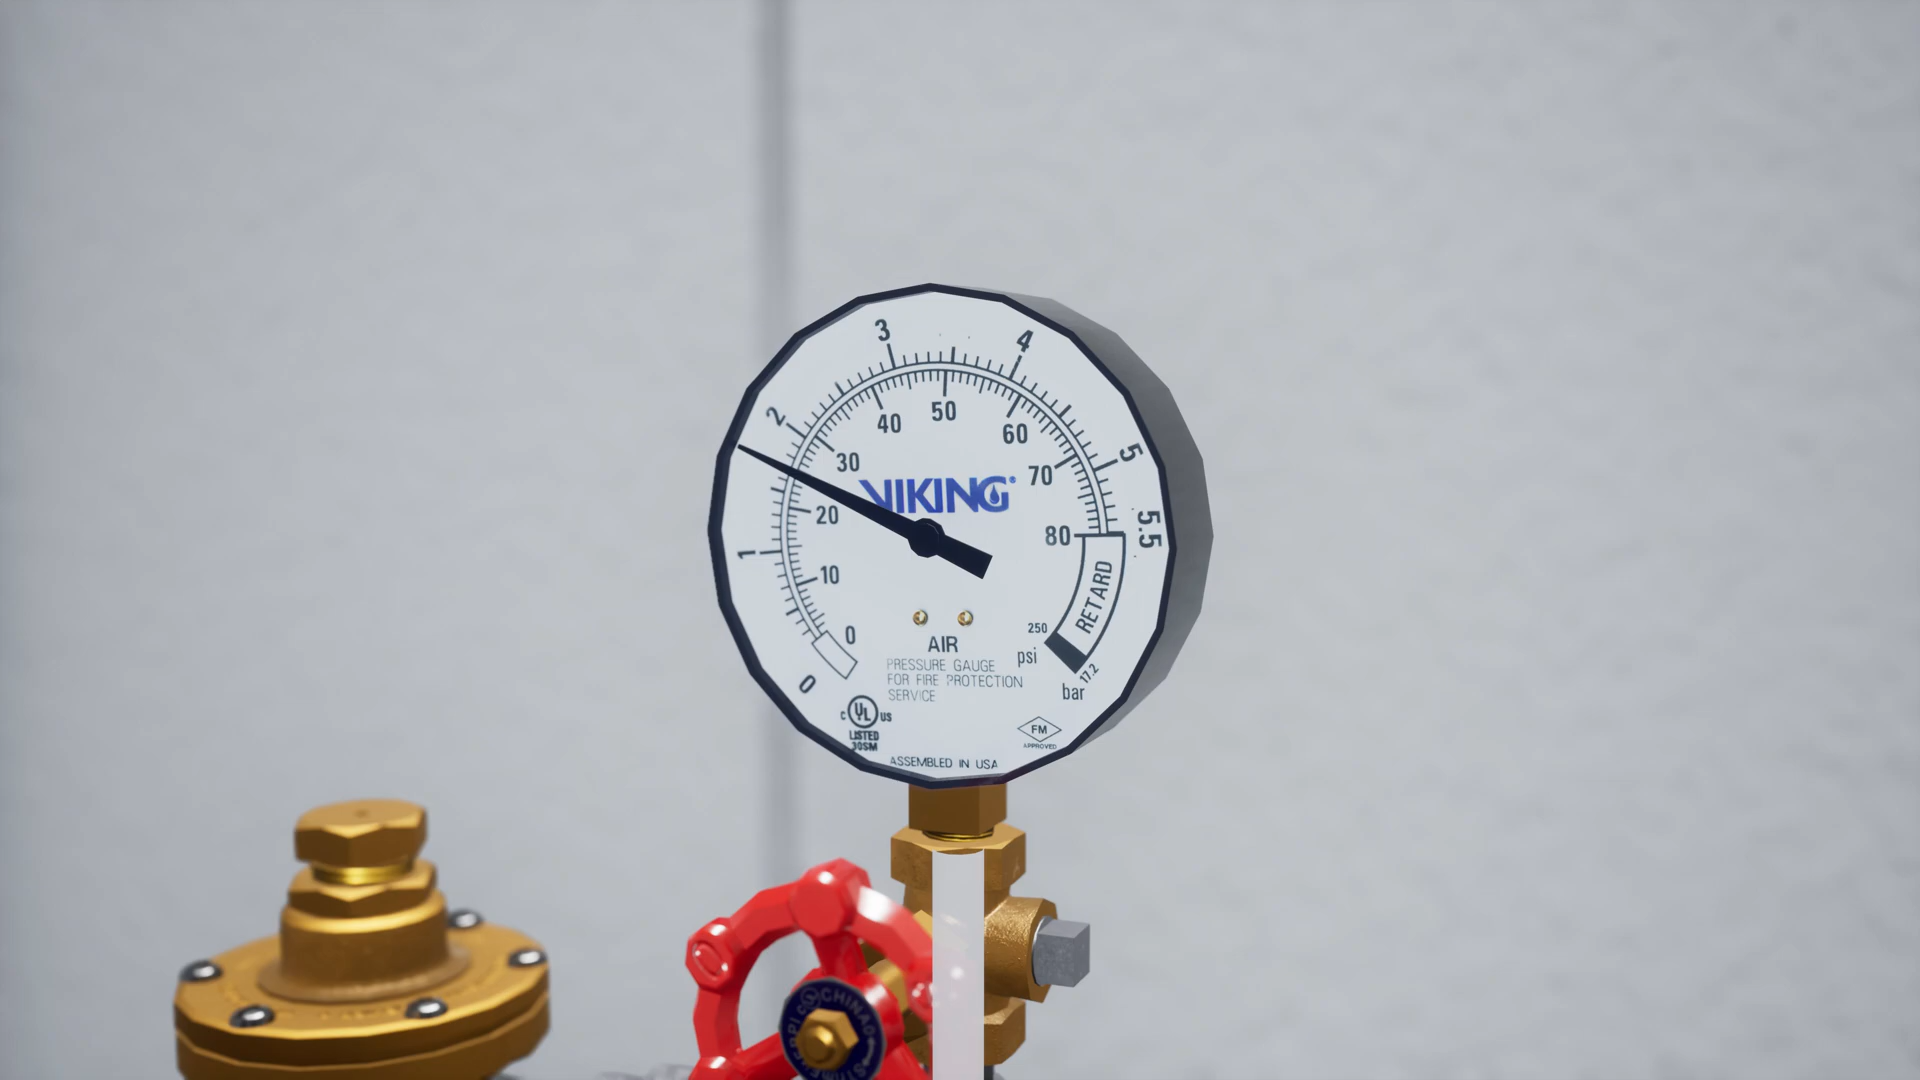 3
4
2
40
50
60
30
5
70
VIKING®
20
5.5
80
1
10
RETARD
0
250
AIR
psi
PRESSURE GAUGE
FOR FIRE PROTECTION
SERVICE
17.2
0
bar
C UL US
LISTED
30SM
FM
APPROVED
ASSEMBLED IN USA
CHINA